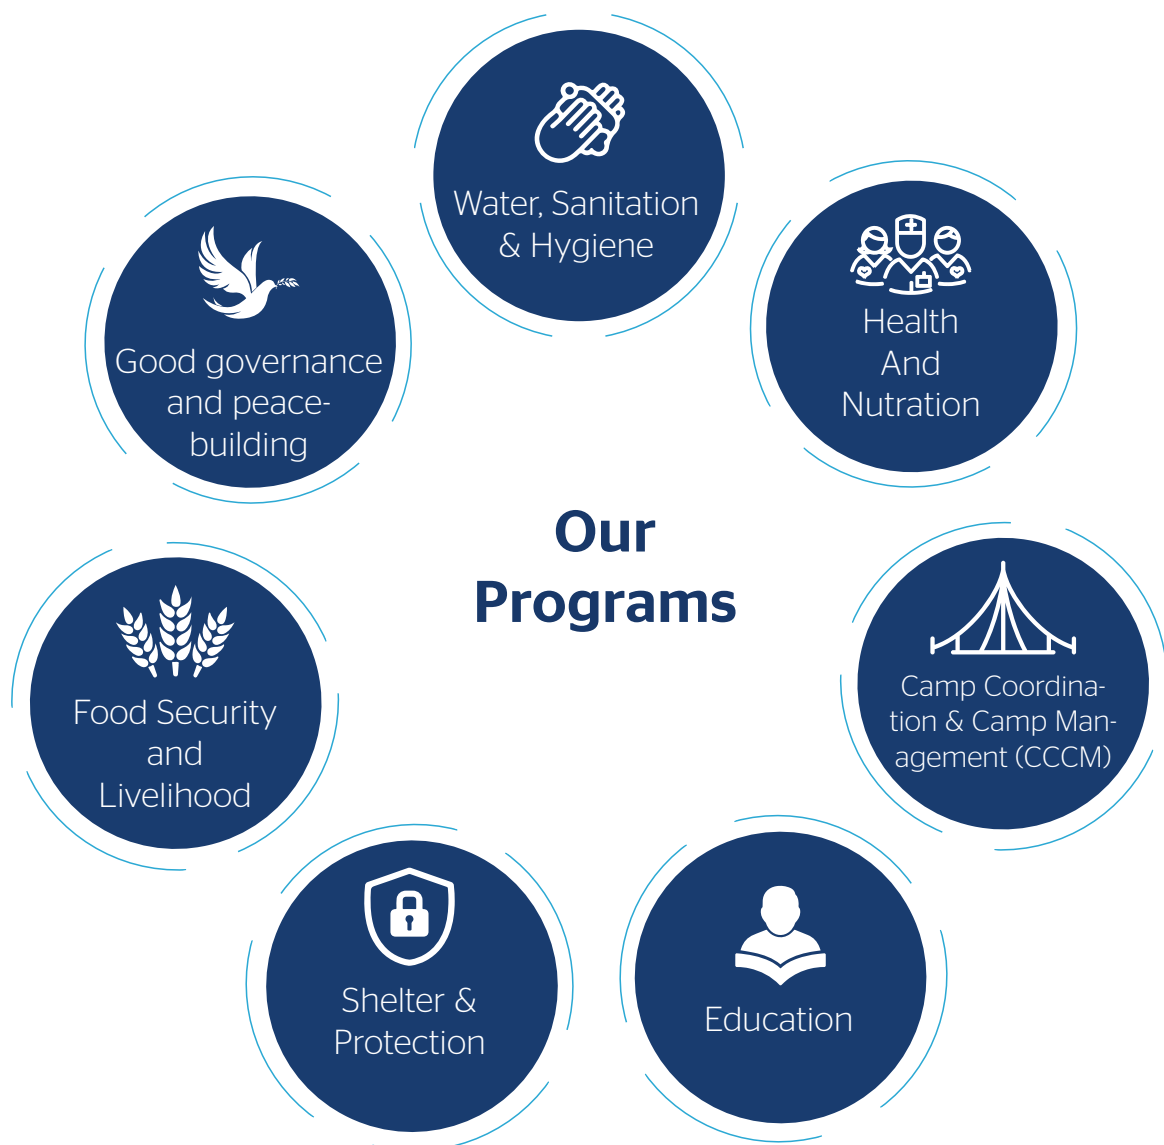 Water, Sanitation
& Hygiene
Health
And
Nutration
Good governance
and peace-
building
Our
Programs
Camp Coordina-
tion & Camp Man-
agement (CCCM)
Food Security
and
Livelihood
Shelter &
Protection
Education